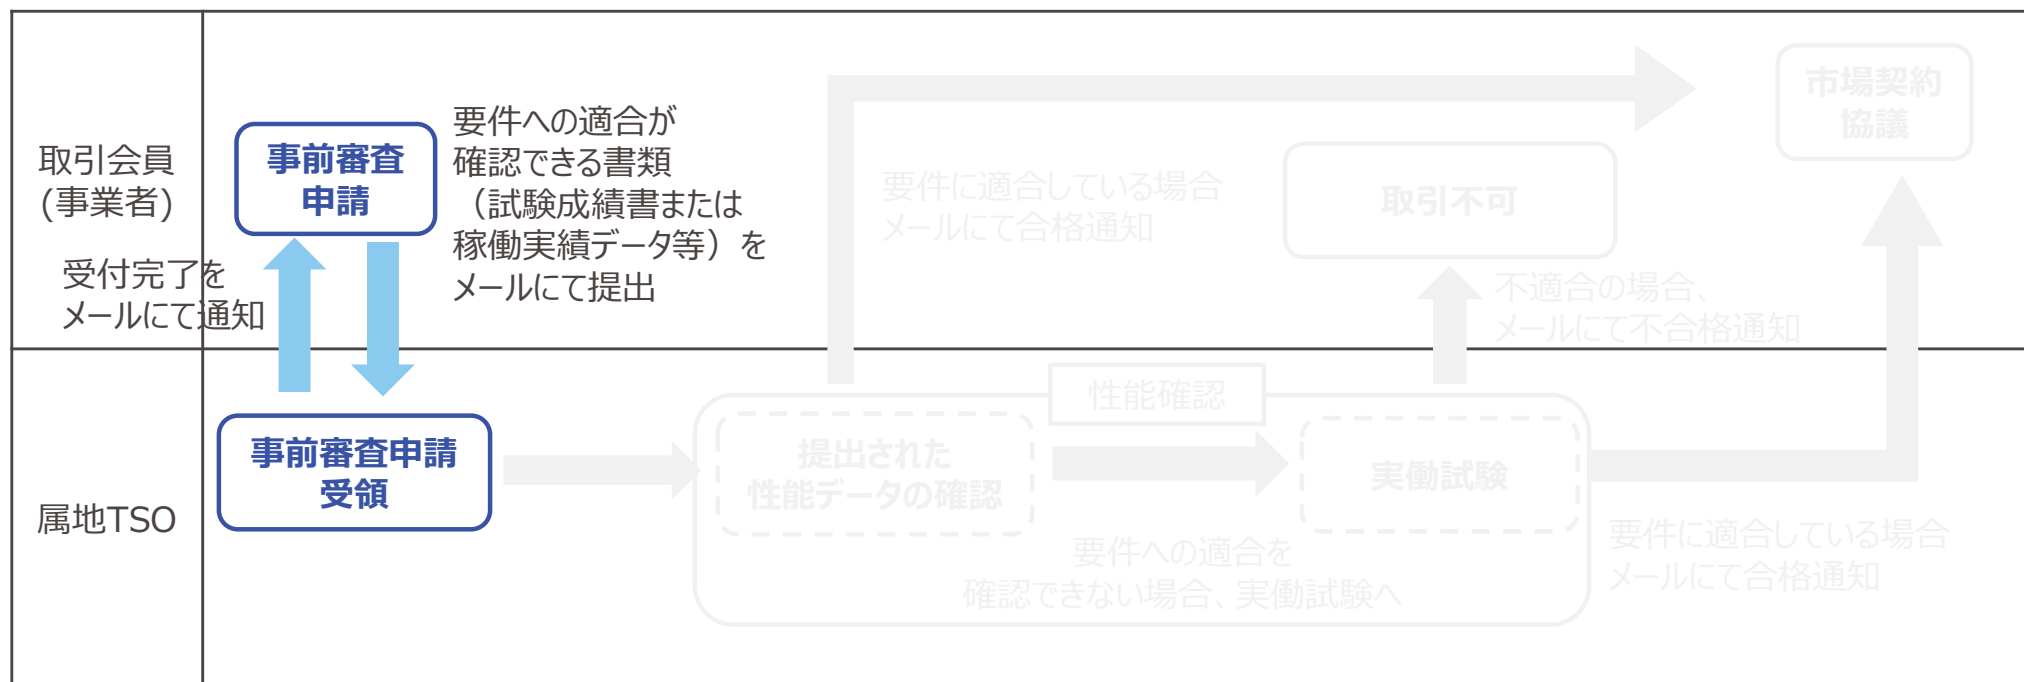 取引会員
(事業者)
事前審査
申請
要件への適合が
確認できる書類
（試験成績書または
稼働実績データ等）を
メールにて提出
受付完了を
メールにて通知
要件に適合している場合
メールにて合格通知
取引不可
市場契約
協議
不適合の場合、
メールにて不合格通知
属地TSO
事前審査申請
受領
性能確認
提出された
性能データの確認
実働試験
要件への適合を
確認できない場合、実働試験へ
要件に適合している場合
メールにて合格通知